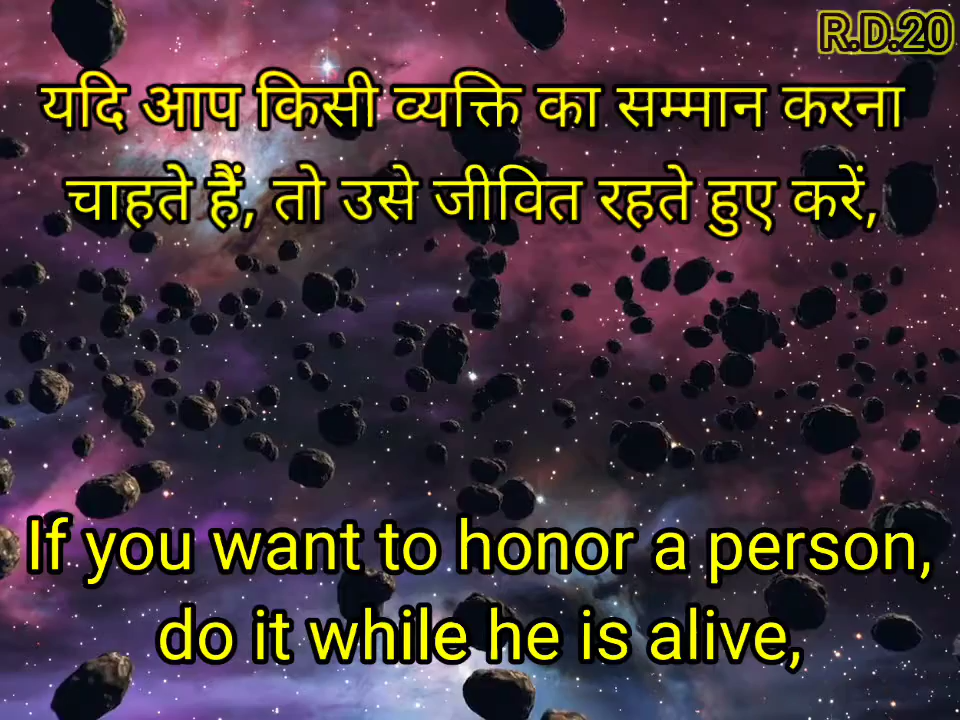 R.D.20
यदि आप किसी व्यक्ति का सम्मान करना
चाहते हैं, तो उसे जीवित रहते हुए करें,
If you want to honor a person,
do it while he is alive,